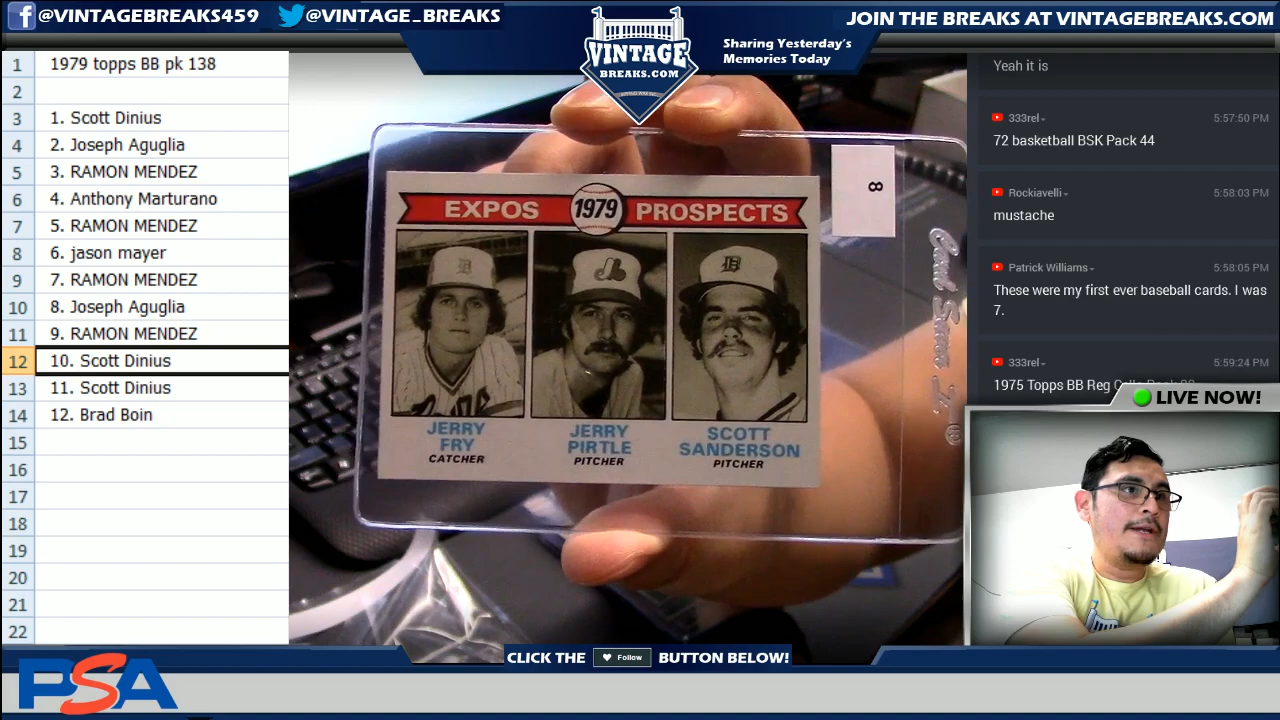 @VINTAGEBREAKS459
@VINTAGE_BREAKS
JOIN THE BREAKS AT VINTAGEBREAKS.COM
VINTAGE
BREAKS.COM
Sharing Yesterday's
Memories Today
1 1979 topps BB pk 138
2
3 1. Scott Dinius
4 2. Joseph Aguglia
5 3. RAMON MENDEZ
6 4. Anthony Marturano
7 5. RAMON MENDEZ
8 6. jason mayer
9 7. RAMON MENDEZ
10 8. Joseph Aguglia
11 9. RAMON MENDEZ
12 10. Scott Dinius
13 11. Scott Dinius
14 12. Brad Boin
15
16
17
18
19
20
21
22
EXPOS 1979 PROSPECTS
JERRY
FRY
CATCHER
JERRY
PIRTLE
PITCHER
SCOTT
SANDERSON
PITCHER
8
Card Saver
Yeah it is
333rel 5:57:50 PM
72 basketball BSK Pack 44
Rockiavelli 5:58:03 PM
mustache
Patrick Williams 5:58:05 PM
These were my first ever baseball cards. I was
7.
333rel 5:59:24 PM
1975 Topps BB Reg
LIVE NOW!
CLICK THE Follow BUTTON BELOW!
PSA